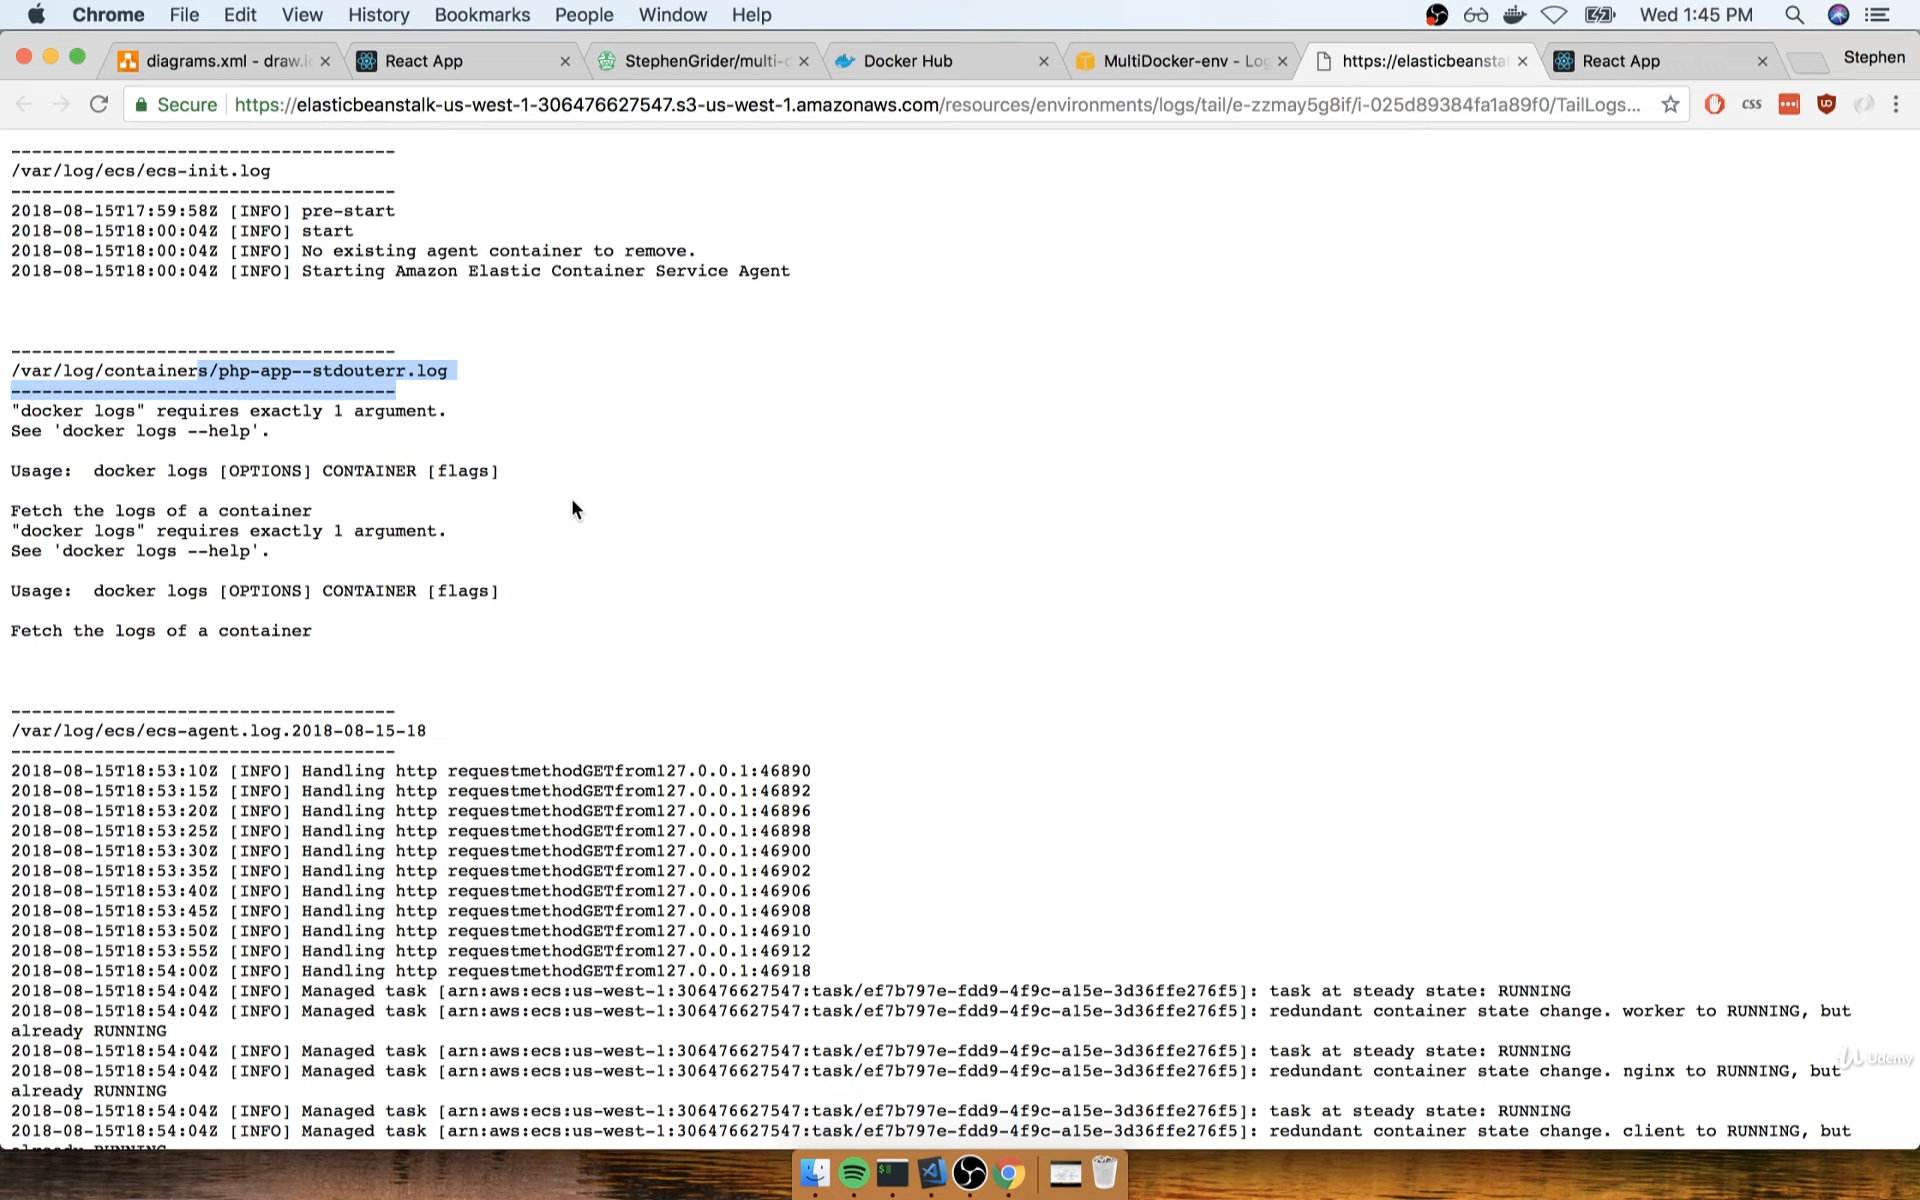 Chrome File Edit View History Bookmarks People Window Help Wed 1:45 PM
diagrams.xml - draw.i React App StephenGrider/multi- Docker Hub MultiDocker-env - Lo https://elasticbeansta React App Stephen
Secure https://elasticbeanstalk-us-west-1-306476627547.s3-us-west-1.amazonaws.com/resources/environments/logs/tail/e-zzmay5g8if/i-025d89384fa1a89f0/TailLogs... CSS
-------------------------------------
/var/log/ecs/ecs-init.log
-------------------------------------
2018-08-15T17:59:58Z [INFO] pre-start
2018-08-15T18:00:04Z [INFO] start
2018-08-15T18:00:04Z [INFO] No existing agent container to remove.
2018-08-15T18:00:04Z [INFO] Starting Amazon Elastic Container Service Agent
-------------------------------------
/var/log/containers/php-app--stdouterr.log
-------------------------------------
"docker logs" requires exactly 1 argument.
See 'docker logs --help'.
Usage:  docker logs [OPTIONS] CONTAINER [flags]
Fetch the logs of a container
"docker logs" requires exactly 1 argument.
See 'docker logs --help'.
Usage:  docker logs [OPTIONS] CONTAINER [flags]
Fetch the logs of a container
-------------------------------------
/var/log/ecs/ecs-agent.log.2018-08-15-18
-------------------------------------
2018-08-15T18:53:10Z [INFO] Handling http requestmethodGETfrom127.0.0.1:46890
2018-08-15T18:53:15Z [INFO] Handling http requestmethodGETfrom127.0.0.1:46892
2018-08-15T18:53:20Z [INFO] Handling http requestmethodGETfrom127.0.0.1:46896
2018-08-15T18:53:25Z [INFO] Handling http requestmethodGETfrom127.0.0.1:46898
2018-08-15T18:53:30Z [INFO] Handling http requestmethodGETfrom127.0.0.1:46900
2018-08-15T18:53:35Z [INFO] Handling http requestmethodGETfrom127.0.0.1:46902
2018-08-15T18:53:40Z [INFO] Handling http requestmethodGETfrom127.0.0.1:46906
2018-08-15T18:53:45Z [INFO] Handling http requestmethodGETfrom127.0.0.1:46908
2018-08-15T18:53:50Z [INFO] Handling http requestmethodGETfrom127.0.0.1:46910
2018-08-15T18:53:55Z [INFO] Handling http requestmethodGETfrom127.0.0.1:46912
2018-08-15T18:54:00Z [INFO] Handling http requestmethodGETfrom127.0.0.1:46918
2018-08-15T18:54:04Z [INFO] Managed task [arn:aws:ecs:us-west-1:306476627547:task/ef7b797e-fdd9-4f9c-a15e-3d36ffe276f5]: task at steady state: RUNNING
2018-08-15T18:54:04Z [INFO] Managed task [arn:aws:ecs:us-west-1:306476627547:task/ef7b797e-fdd9-4f9c-a15e-3d36ffe276f5]: redundant container state change. worker to RUNNING, but
already RUNNING
2018-08-15T18:54:04Z [INFO] Managed task [arn:aws:ecs:us-west-1:306476627547:task/ef7b797e-fdd9-4f9c-a15e-3d36ffe276f5]: task at steady state: RUNNING
2018-08-15T18:54:04Z [INFO] Managed task [arn:aws:ecs:us-west-1:306476627547:task/ef7b797e-fdd9-4f9c-a15e-3d36ffe276f5]: redundant container state change. nginx to RUNNING, but
already RUNNING
2018-08-15T18:54:04Z [INFO] Managed task [arn:aws:ecs:us-west-1:306476627547:task/ef7b797e-fdd9-4f9c-a15e-3d36ffe276f5]: task at steady state: RUNNING
2018-08-15T18:54:04Z [INFO] Managed task [arn:aws:ecs:us-west-1:306476627547:task/ef7b797e-fdd9-4f9c-a15e-3d36ffe276f5]: redundant container state change. client to RUNNING, but
Udemy